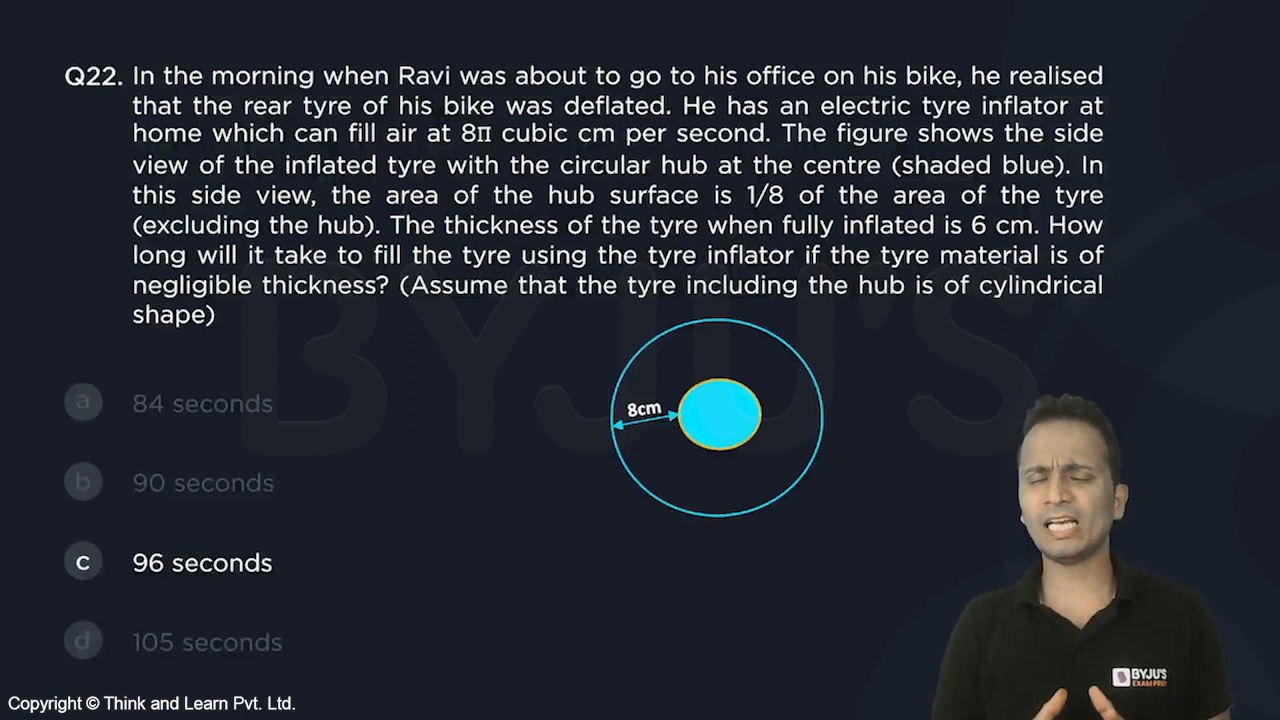 Q22. In the morning when Ravi was about to go to his office on his bike, he realised
that the rear tyre of his bike was deflated. He has an electric tyre inflator at
home which can fill air at 8π cubic cm per second. The figure shows the side
view of the inflated tyre with the circular hub at the centre (shaded blue). In
this side view, the area of the hub surface is 1/8 of the area of the tyre
(excluding the hub). The thickness of the tyre when fully inflated is 6 cm. How
long will it take to fill the tyre using the tyre inflator if the tyre material is of
negligible thickness? (Assume that the tyre including the hub is of cylindrical
shape)
8cm
a 84 seconds
b 90 seconds
c 96 seconds
d 105 seconds
BYJU'S
BYJU'S
EXAM PREP
Copyright © Think and Learn Pvt. Ltd.